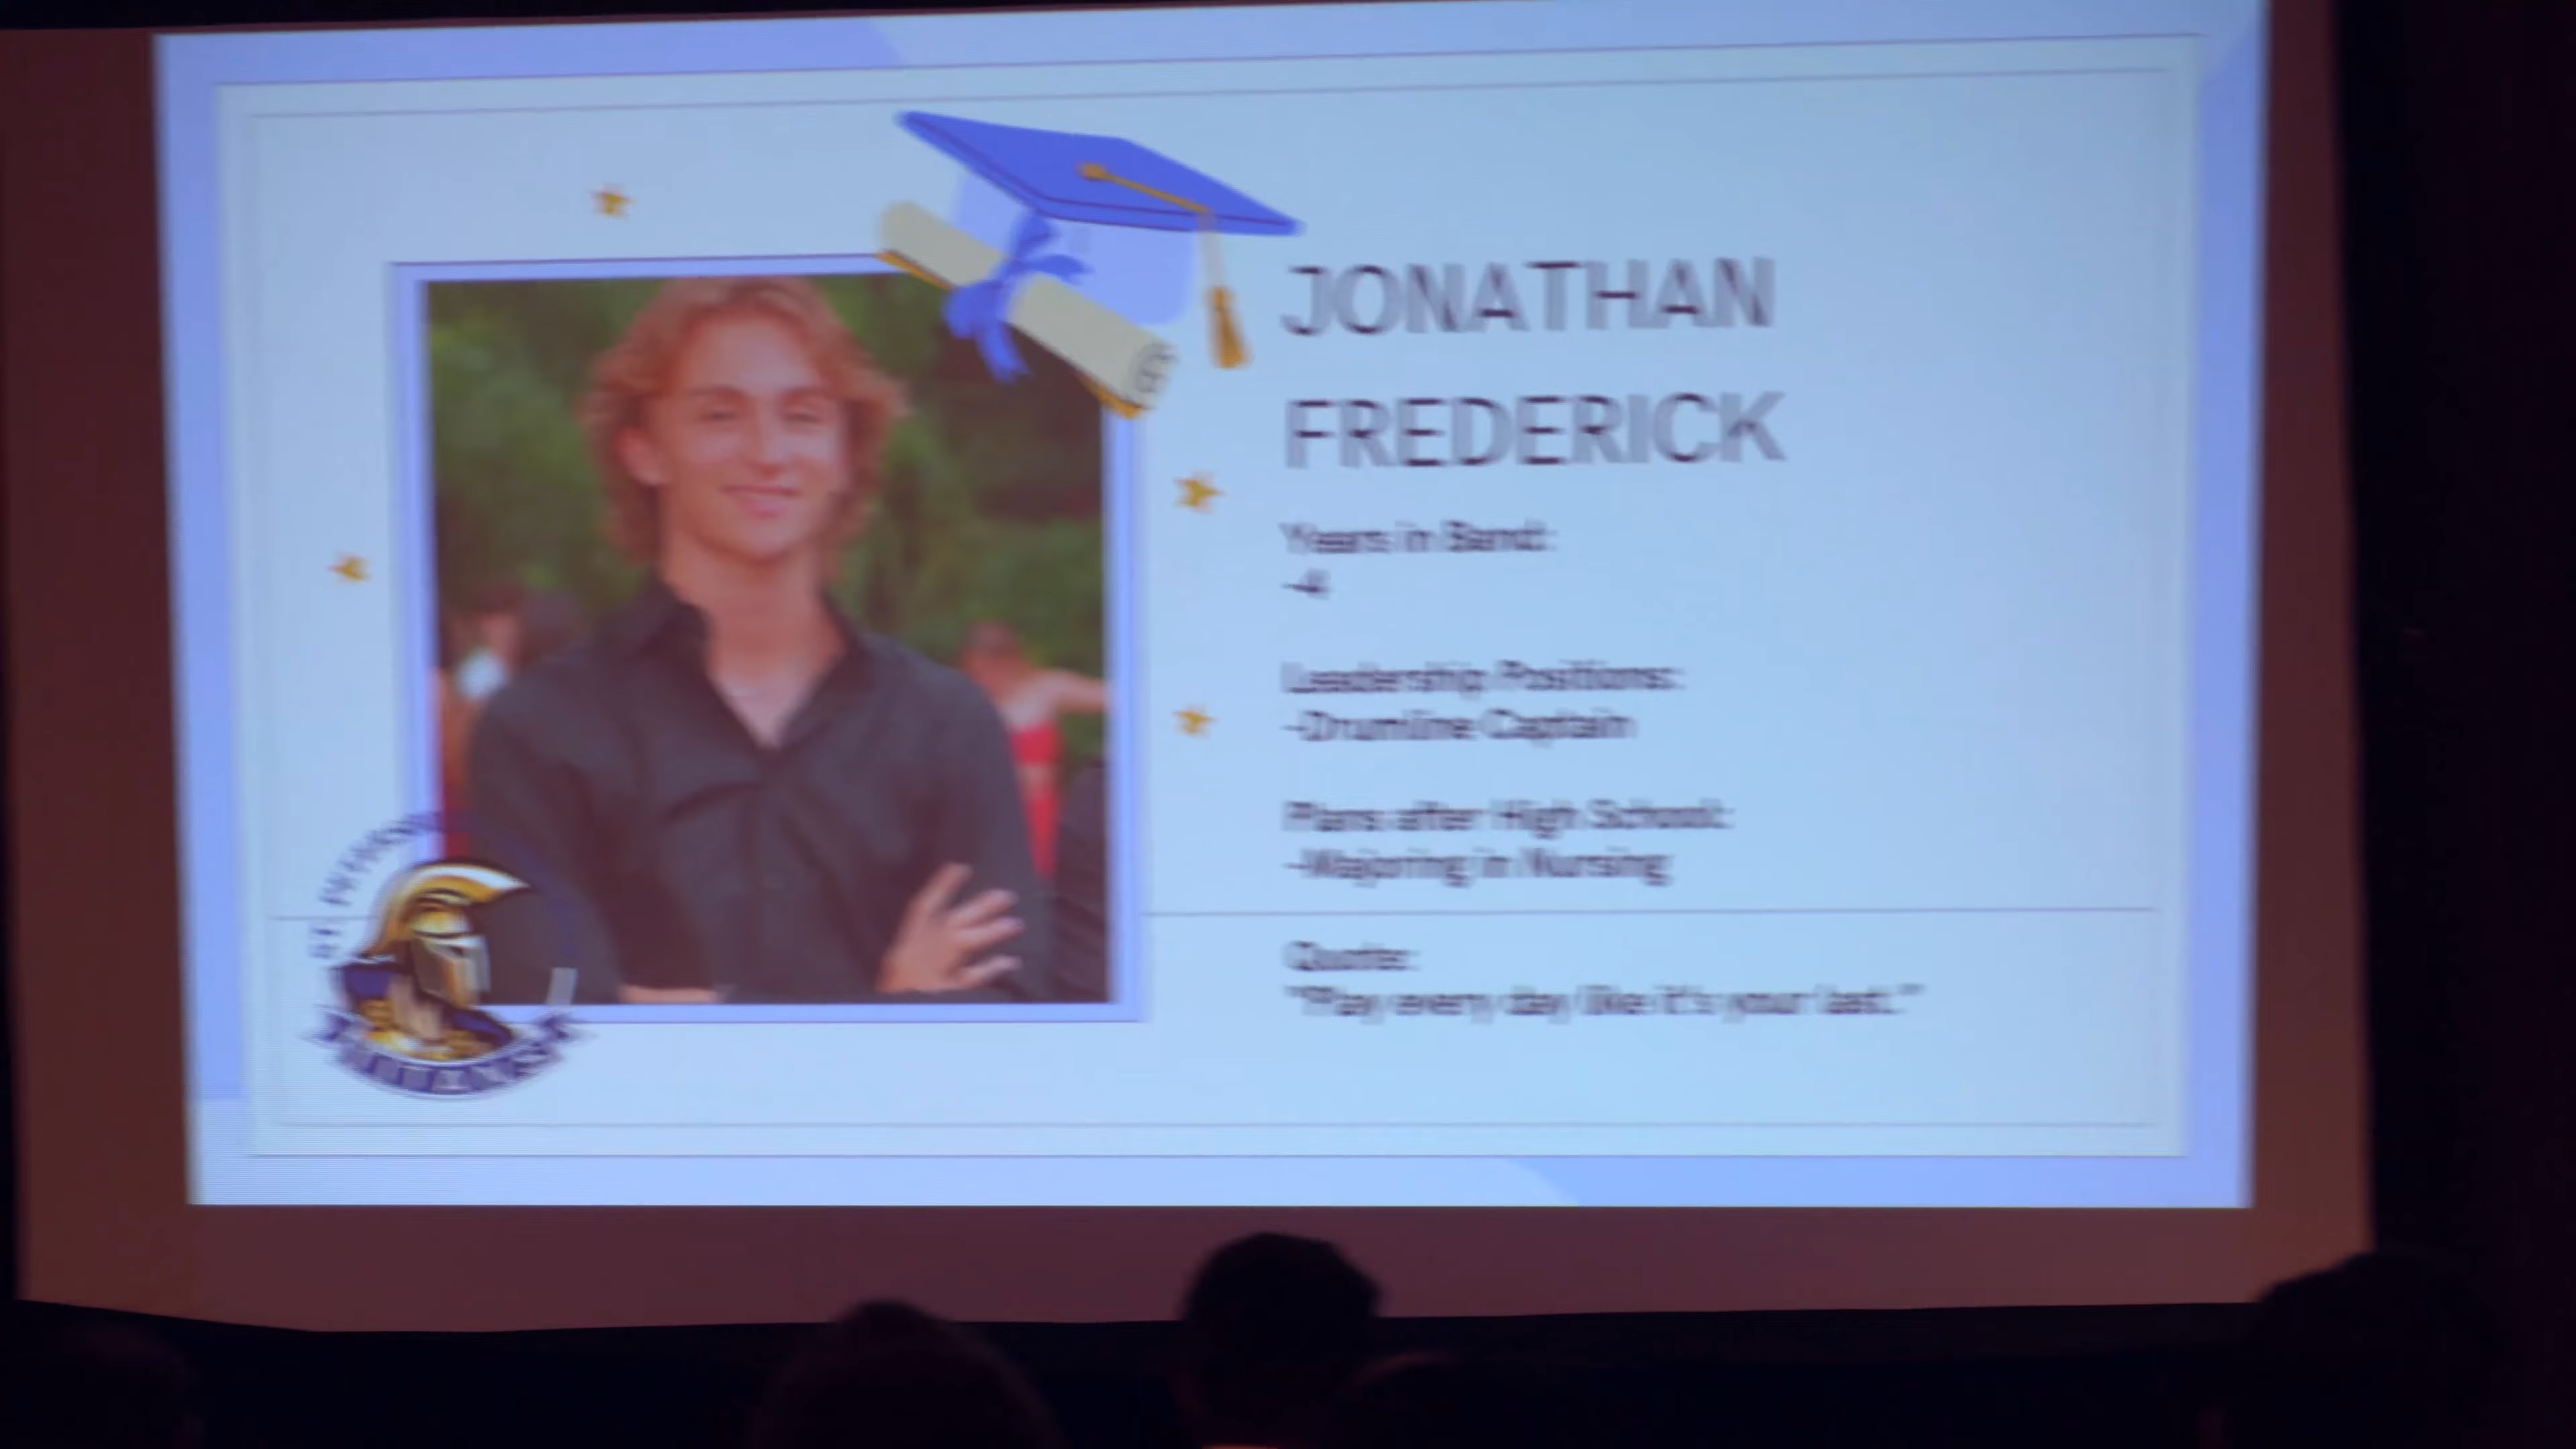 JONATHAN
FREDERICK
Years in Band:
-4
Leadership Positions:
-Drumline Captain
Plans after High School:
-Majoring in Nursing
Quote:
"Play every day like it's your last."
TITANS